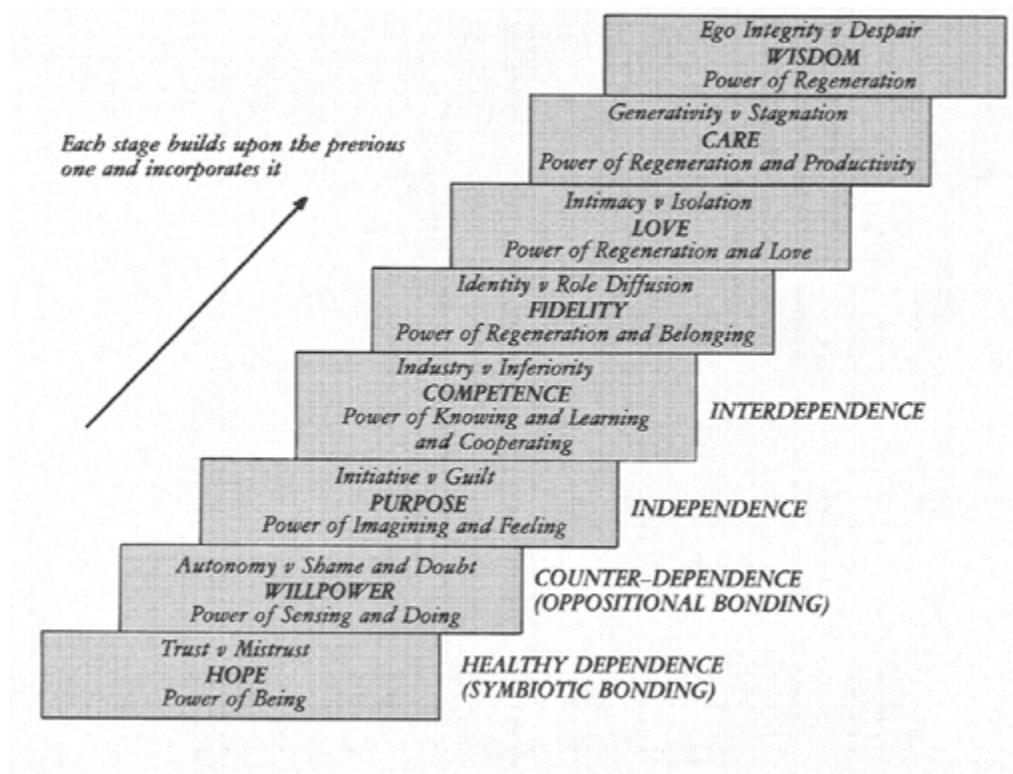 Ego Integrity v Despair
WISDOM
Power of Regeneration
Generativity v Stagnation
CARE
Power of Regeneration and Productivity
Each stage builds upon the previous
one and incorporates it
Intimacy v Isolation
LOVE
Power of Regeneration and Love
Identity v Role Diffusion
FIDELITY
Power of Regeneration and Belonging
Industry v Inferiority
COMPETENCE
Power of Knowing and Learning
and Cooperating
INTERDEPENDENCE
Initiative v Guilt
PURPOSE
Power of Imagining and Feeling
INDEPENDENCE
Autonomy v Shame and Doubt
WILLPOWER
Power of Sensing and Doing
COUNTER–DEPENDENCE
(OPPOSITIONAL BONDING)
Trust v Mistrust
HOPE
Power of Being
HEALTHY DEPENDENCE
(SYMBIOTIC BONDING)